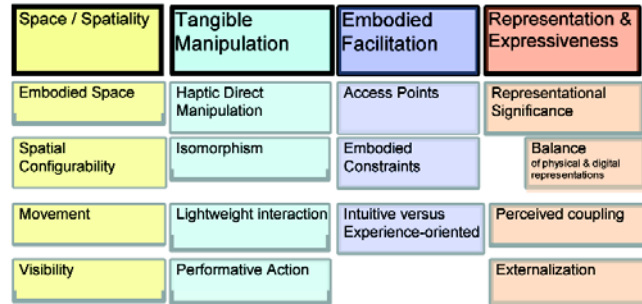 Space / Spatiality
Tangible
Manipulation
Embodied
Facilitation
Representation &
Expressiveness
Embodied Space
Haptic Direct
Manipulation
Access Points
Representational
Significance
Spatial
Configurability
Isomorphism
Embodied
Constraints
Balance
of physical & digital
representations
Movement
Lightweight interaction
Intuitive versus
Experience-oriented
Perceived coupling
Visibility
Performative Action
Externalization